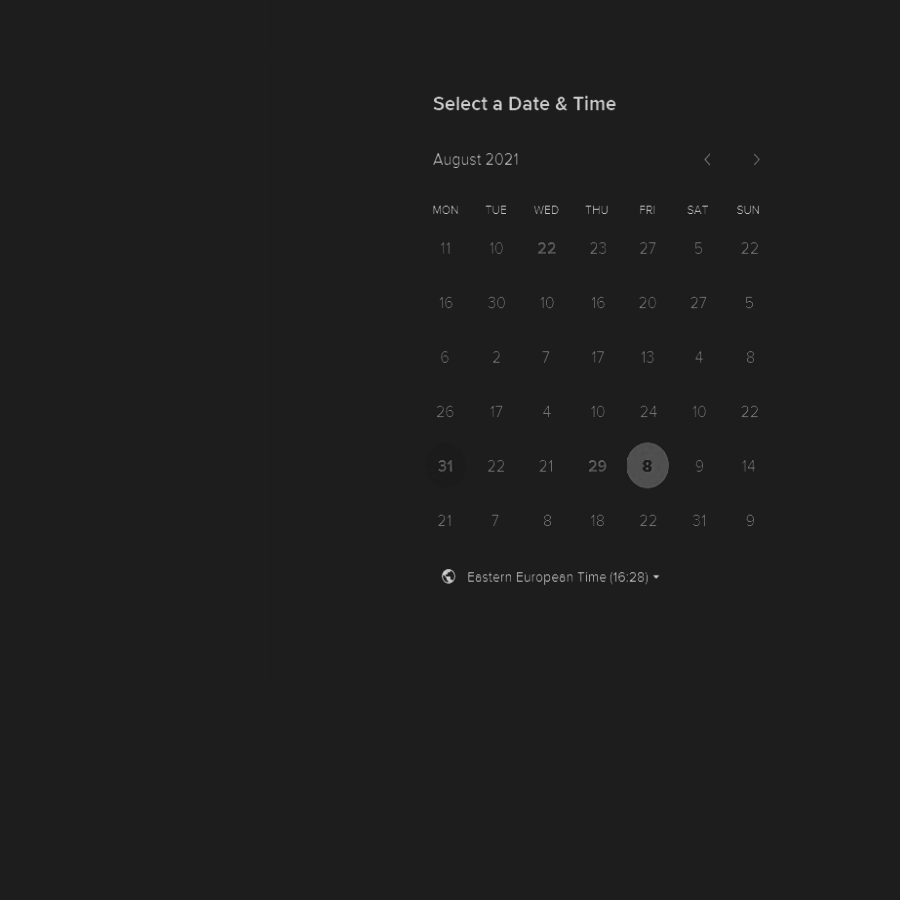 Select a Date & Time
August 2021
MON TUE WED THU FRI SAT SUN
11 10 22 23 27 5 22
16 30 10 16 20 27 5
6 2 7 17 13 4 8
26 17 4 10 24 10 22
31 22 21 29 8 9 14
21 7 8 18 22 31 9
Eastern European Time (16:28)